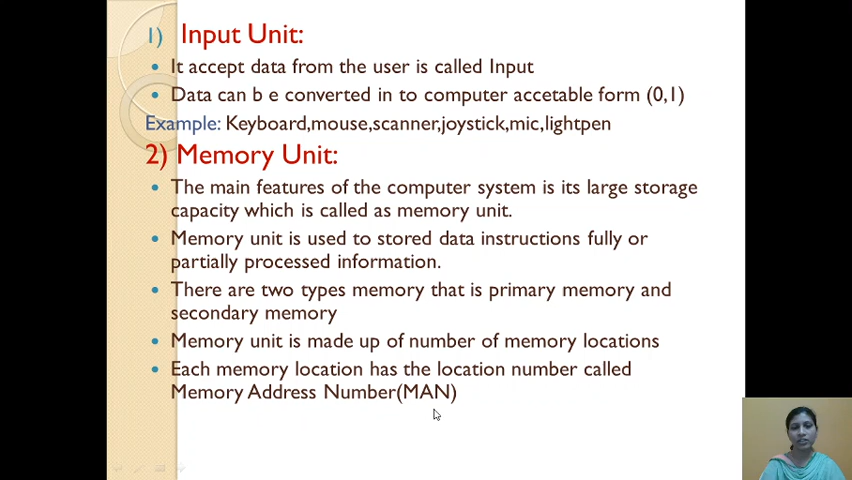 1) Input Unit:
• It accept data from the user is called Input
• Data can b e converted in to computer accetable form (0,1)
Example: Keyboard,mouse,scanner,joystick,mic,lightpen
2) Memory Unit:
• The main features of the computer system is its large storage
capacity which is called as memory unit.
• Memory unit is used to stored data instructions fully or
partially processed information.
• There are two types memory that is primary memory and
secondary memory
• Memory unit is made up of number of memory locations
• Each memory location has the location number called
Memory Address Number(MAN)